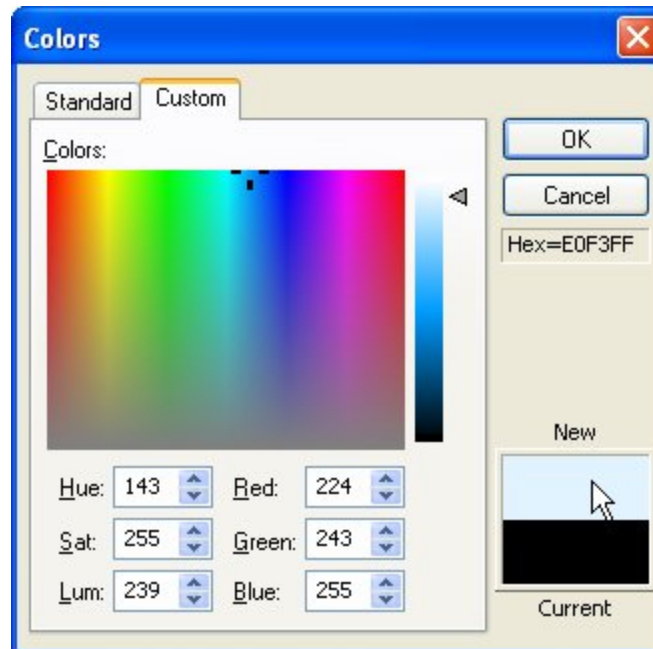 Colors
Standard Custom
Colors:
OK
Cancel
Hex=E0F3FF
New
Hue: 143 Red: 224
Sat: 255 Green: 243
Lum: 239 Blue: 255
Current